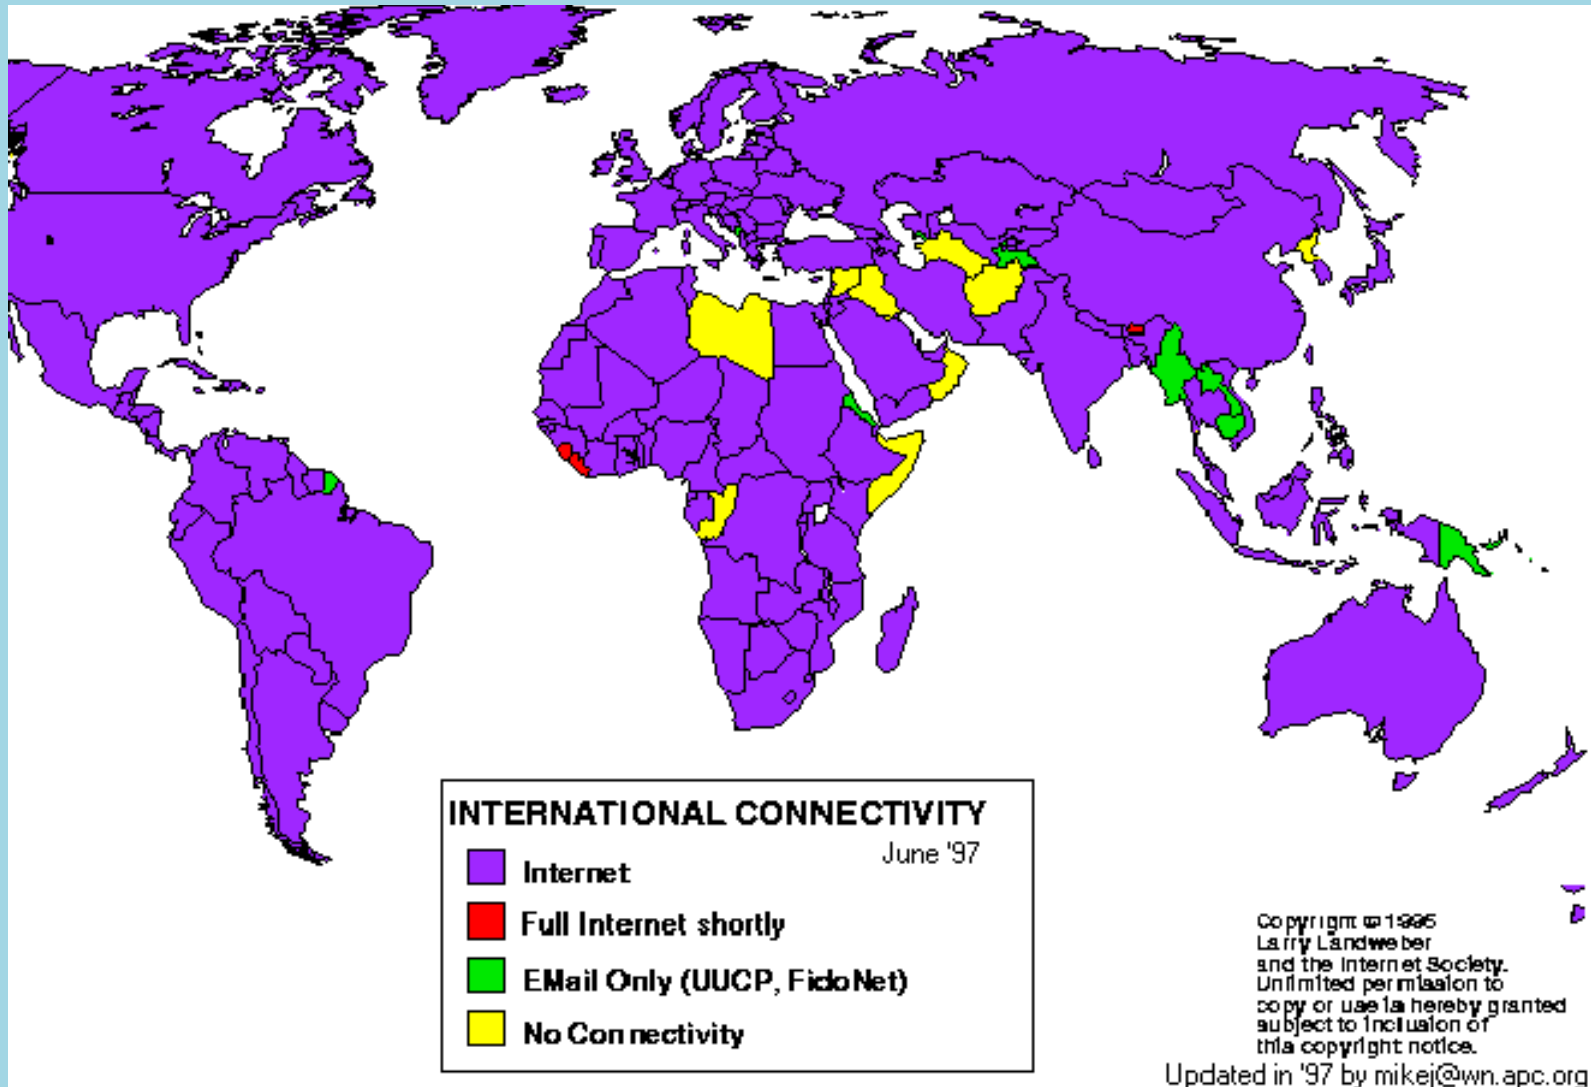 INTERNATIONAL CONNECTIVITY
June '97
Internet
Full Internet shortly
EMail Only (UUCP, FidoNet)
No Connectivity
Copyright © 1995
Larry Landweber
and the Internet Society.
Unlimited permission to
copy or use is hereby granted
subject to inclusion of
this copyright notice.
Updated in '97 by mikej@wn.apc.org